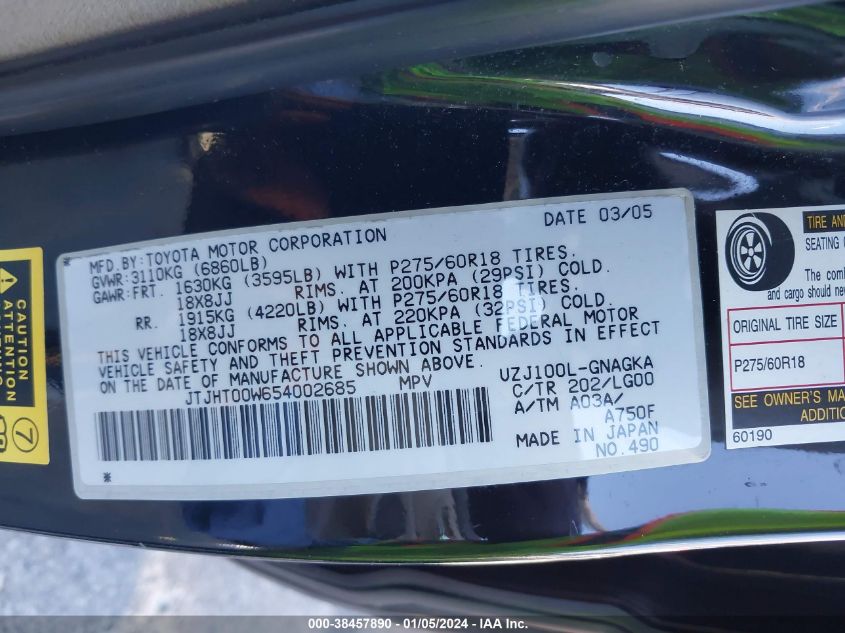 DATE 03/05
MFD.BY:TOYOTA MOTOR CORPORATION
GVWR:3110KG (6860LB)
GAWR:FRT. 1630KG (3595LB) WITH P275/60R18 TIRES.
18X8JJ RIMS. AT 200KPA (29PSI) COLD.
RR. 1915KG (4220LB) WITH P275/60R18 TIRES.
18X8JJ RIMS. AT 220KPA (32PSI) COLD.
THIS VEHICLE CONFORMS TO ALL APPLICABLE FEDERAL MOTOR
VEHICLE SAFETY AND THEFT PREVENTION STANDARDS IN EFFECT
ON THE DATE OF MANUFACTURE SHOWN ABOVE.
JTJHT00W654002685 MPV
UZJ100L-GNAGKA
C/TR 202/LG00
A/TM A03A/
A750F
MADE IN JAPAN
NO.490
CAUTION
7
TIRE AND
SEATING
The comb
and cargo should neve
ORIGINAL TIRE SIZE
P275/60R18
SEE OWNER'S MA
ADDITION
60190
000-38457890 - 01/05/2024 - IAA Inc.